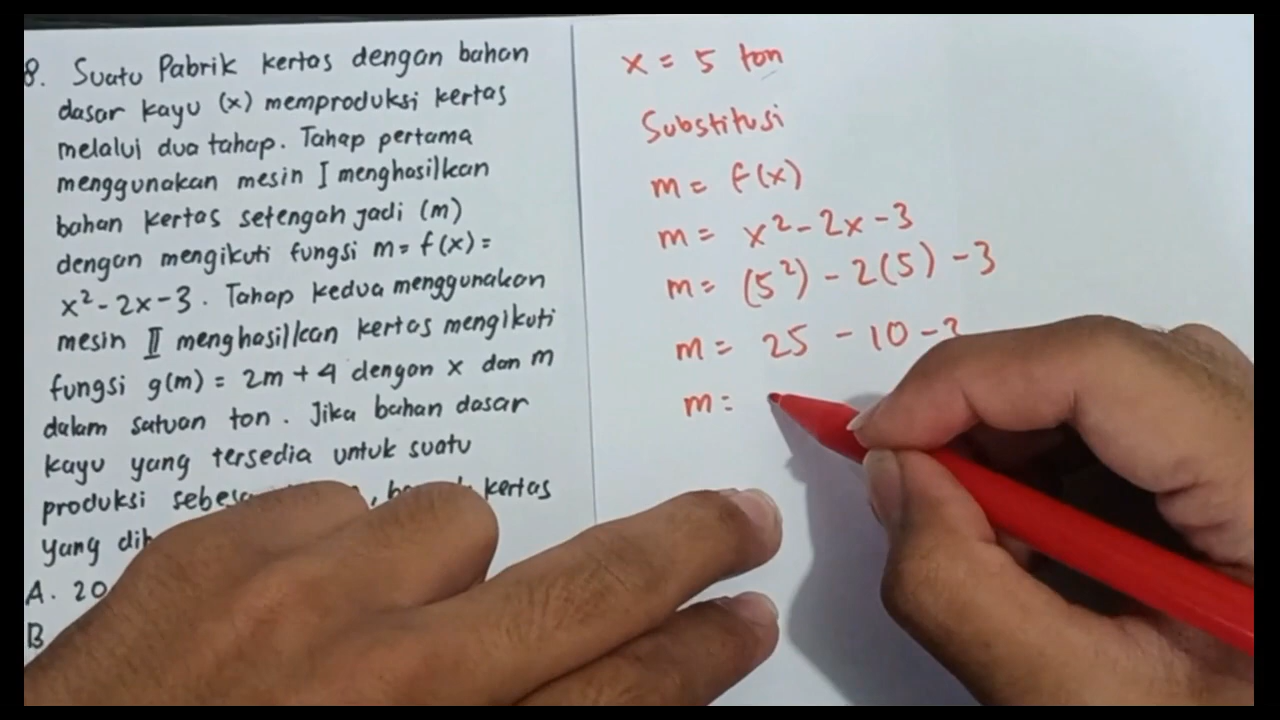 8. Suatu Pabrik kertas dengan bahan
dasar kayu (x) memproduksi kertas
melalui dua tahap. Tahap pertama
menggunakan mesin I menghasilkan
bahan kertas setengah jadi (m)
dengan mengikuti fungsi m = f(x) =
x² - 2x - 3. Tahap kedua menggunakan
mesin II menghasilkan kertas mengikuti
fungsi g(m) = 2m + 4 dengan x dan m
dalam satuan ton. Jika bahan dasar
kayu yang tersedia untuk suatu
produksi kertas
yang
A. 20
B
x = 5 ton
Substitusi
m = f(x)
m = x² - 2x - 3
m = (5²) - 2(5) - 3
m = 25 - 10 -
m =